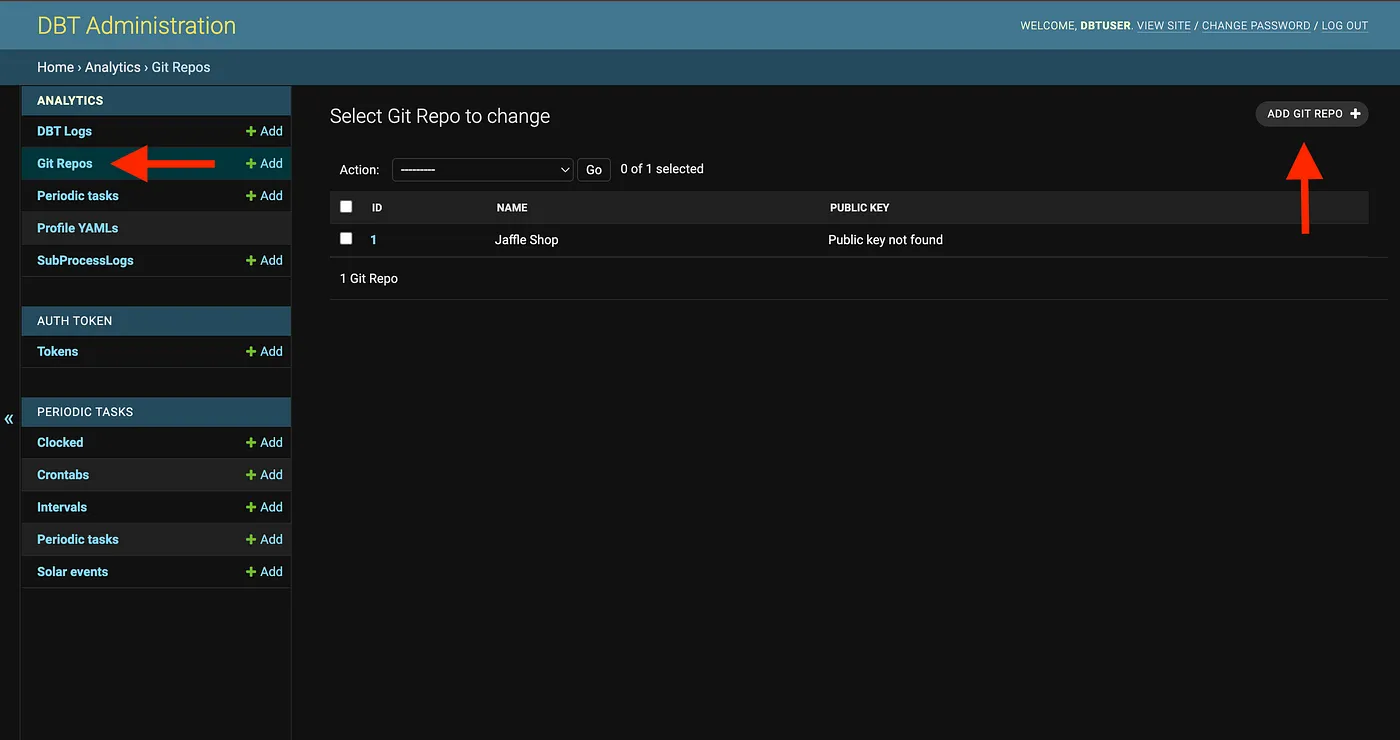 DBT Administration
WELCOME, DBTUSER. VIEW SITE / CHANGE PASSWORD / LOG OUT
Home › Analytics › Git Repos
ANALYTICS
DBT Logs + Add
Git Repos + Add
Periodic tasks + Add
Profile YAMLs
SubProcessLogs + Add
AUTH TOKEN
Tokens + Add
PERIODIC TASKS
«
Clocked + Add
Crontabs + Add
Intervals + Add
Periodic tasks + Add
Solar events + Add
Select Git Repo to change
ADD GIT REPO +
Action: --------- Go 0 of 1 selected
ID NAME PUBLIC KEY
1 Jaffle Shop Public key not found
1 Git Repo